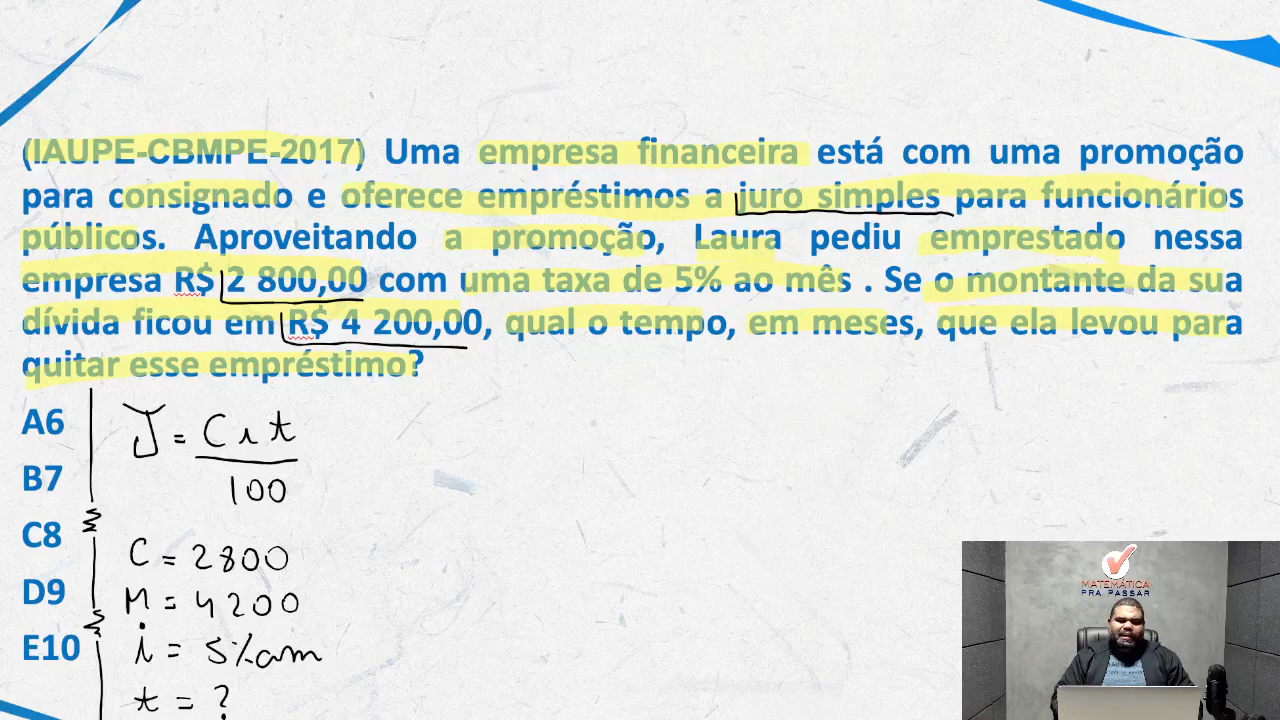 (IAUPE-CBMPE-2017) Uma empresa financeira está com uma promoção
para consignado e oferece empréstimos a juro simples para funcionários
públicos. Aproveitando a promoção, Laura pediu emprestado nessa
empresa R$ 2 800,00 com uma taxa de 5% ao mês . Se o montante da sua
dívida ficou em R$ 4 200,00, qual o tempo, em meses, que ela levou para
quitar esse empréstimo?
A6
B7
C8
D9
E10
J = C i t
100
C = 2800
M = 4200
i = 5% am
t = ?
MATEMÁTICA
PRA PASSAR